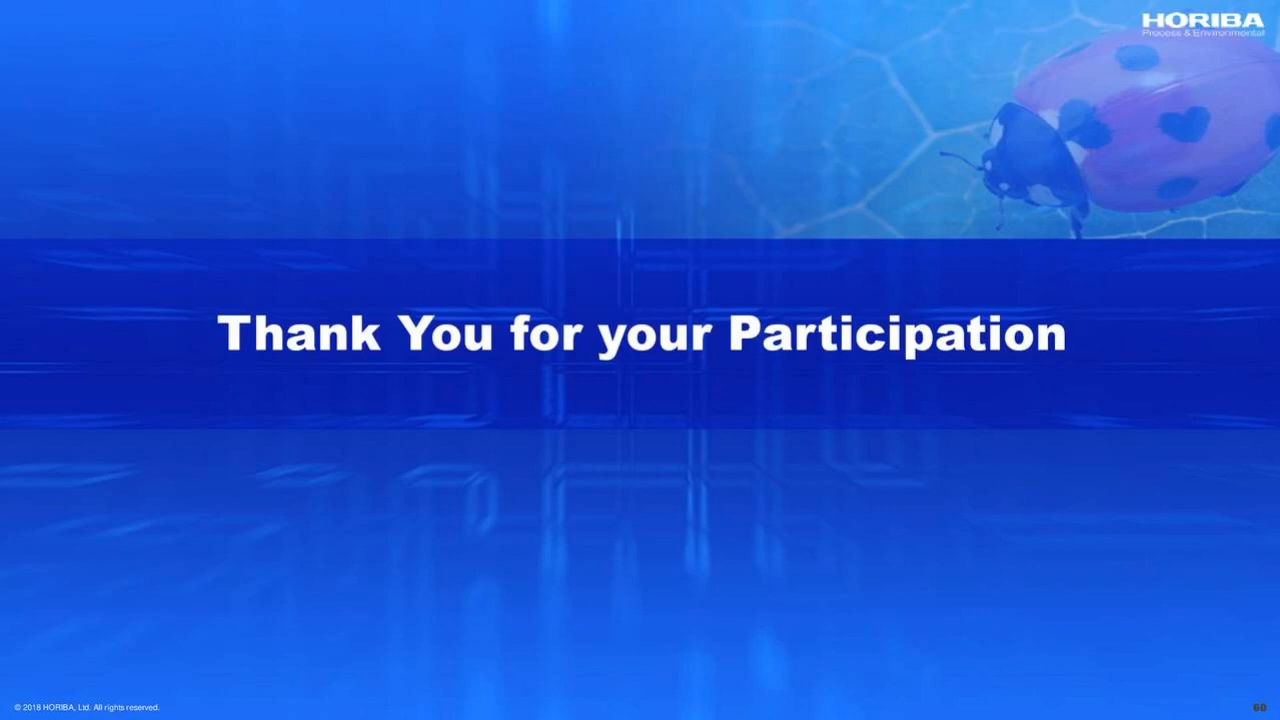 HORIBA
Process & Environmental
Thank You for your Participation
© 2018 HORIBA, Ltd. All rights reserved.
60